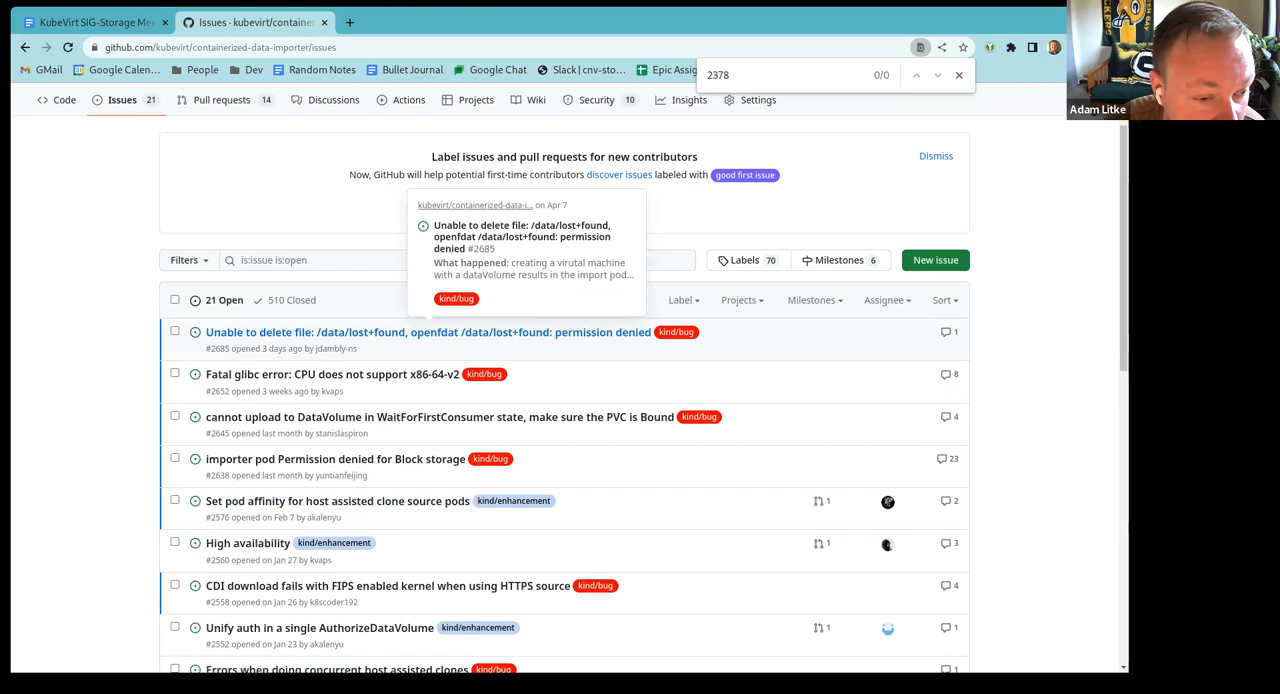 KubeVirt SIG-Storage Me
Issues · kubevirt/container
github.com/kubevirt/containerized-data-importer/issues
GMail
Google Calen...
People
Dev
Random Notes
Bullet Journal
Google Chat
Slack | cnv-sto...
Epic Assig
2378
0/0
Adam Litke
Code
Issues 21
Pull requests 14
Discussions
Actions
Projects
Wiki
Security 10
Insights
Settings
Label issues and pull requests for new contributors
Dismiss
Now, GitHub will help potential first-time contributors discover issues labeled with good first issue
kubevirt/containerized-data-i... on Apr 7
Unable to delete file: /data/lost+found,
openfdat /data/lost+found: permission
denied #2685
What happened: creating a virutal machine
with a dataVolume results in the import pod...
kind/bug
Filters
is:issue is:open
Labels 70
Milestones 6
New issue
21 Open
510 Closed
Label
Projects
Milestones
Assignee
Sort
Unable to delete file: /data/lost+found, openfdat /data/lost+found: permission denied kind/bug 1
#2685 opened 3 days ago by jdambly-ns
Fatal glibc error: CPU does not support x86-64-v2 kind/bug 8
#2652 opened 3 weeks ago by kvaps
cannot upload to DataVolume in WaitForFirstConsumer state, make sure the PVC is Bound kind/bug 4
#2645 opened last month by stanislaspiron
importer pod Permission denied for Block storage kind/bug 23
#2638 opened last month by yuntianfeijing
Set pod affinity for host assisted clone source pods kind/enhancement 1 2
#2576 opened on Feb 7 by akalenyu
High availability kind/enhancement 1 3
#2560 opened on Jan 27 by kvaps
CDI download fails with FIPS enabled kernel when using HTTPS source kind/bug 4
#2558 opened on Jan 26 by k8scoder192
Unify auth in a single AuthorizeDataVolume kind/enhancement 1 1
#2552 opened on Jan 23 by akalenyu
Errors when doing concurrent host assisted clones kind/bug 1